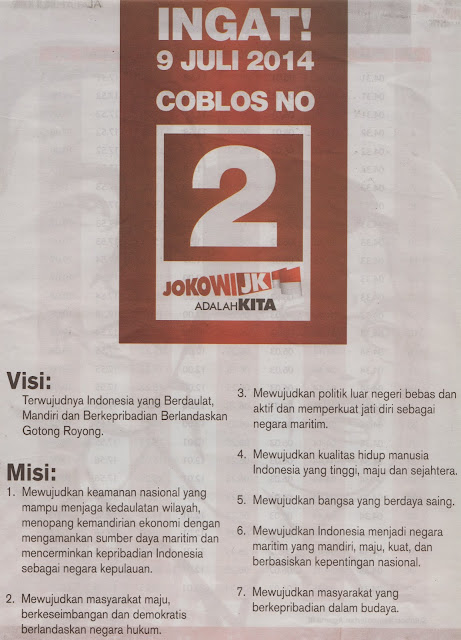 INGAT!
9 JULI 2014
COBLOS NO
2
JOKOWI JK
ADALAH KITA
Visi:
Terwujudnya Indonesia yang Berdaulat,
Mandiri dan Berkepribadian Berlandaskan
Gotong Royong.
Misi:
1. Mewujudkan keamanan nasional yang
mampu menjaga kedaulatan wilayah,
menopang kemandirian ekonomi dengan
mengamankan sumber daya maritim dan
mencerminkan kepribadian Indonesia
sebagai negara kepulauan.
2. Mewujudkan masyarakat maju,
berkeseimbangan dan demokratis
berlandaskan negara hukum.
3. Mewujudkan politik luar negeri bebas dan
aktif dan memperkuat jati diri sebagai
negara maritim.
4. Mewujudkan kualitas hidup manusia
Indonesia yang tinggi, maju dan sejahtera.
5. Mewujudkan bangsa yang berdaya saing.
6. Mewujudkan Indonesia menjadi negara
maritim yang mandiri, maju, kuat, dan
berbasiskan kepentingan nasional.
7. Mewujudkan masyarakat yang
berkepribadian dalam budaya.